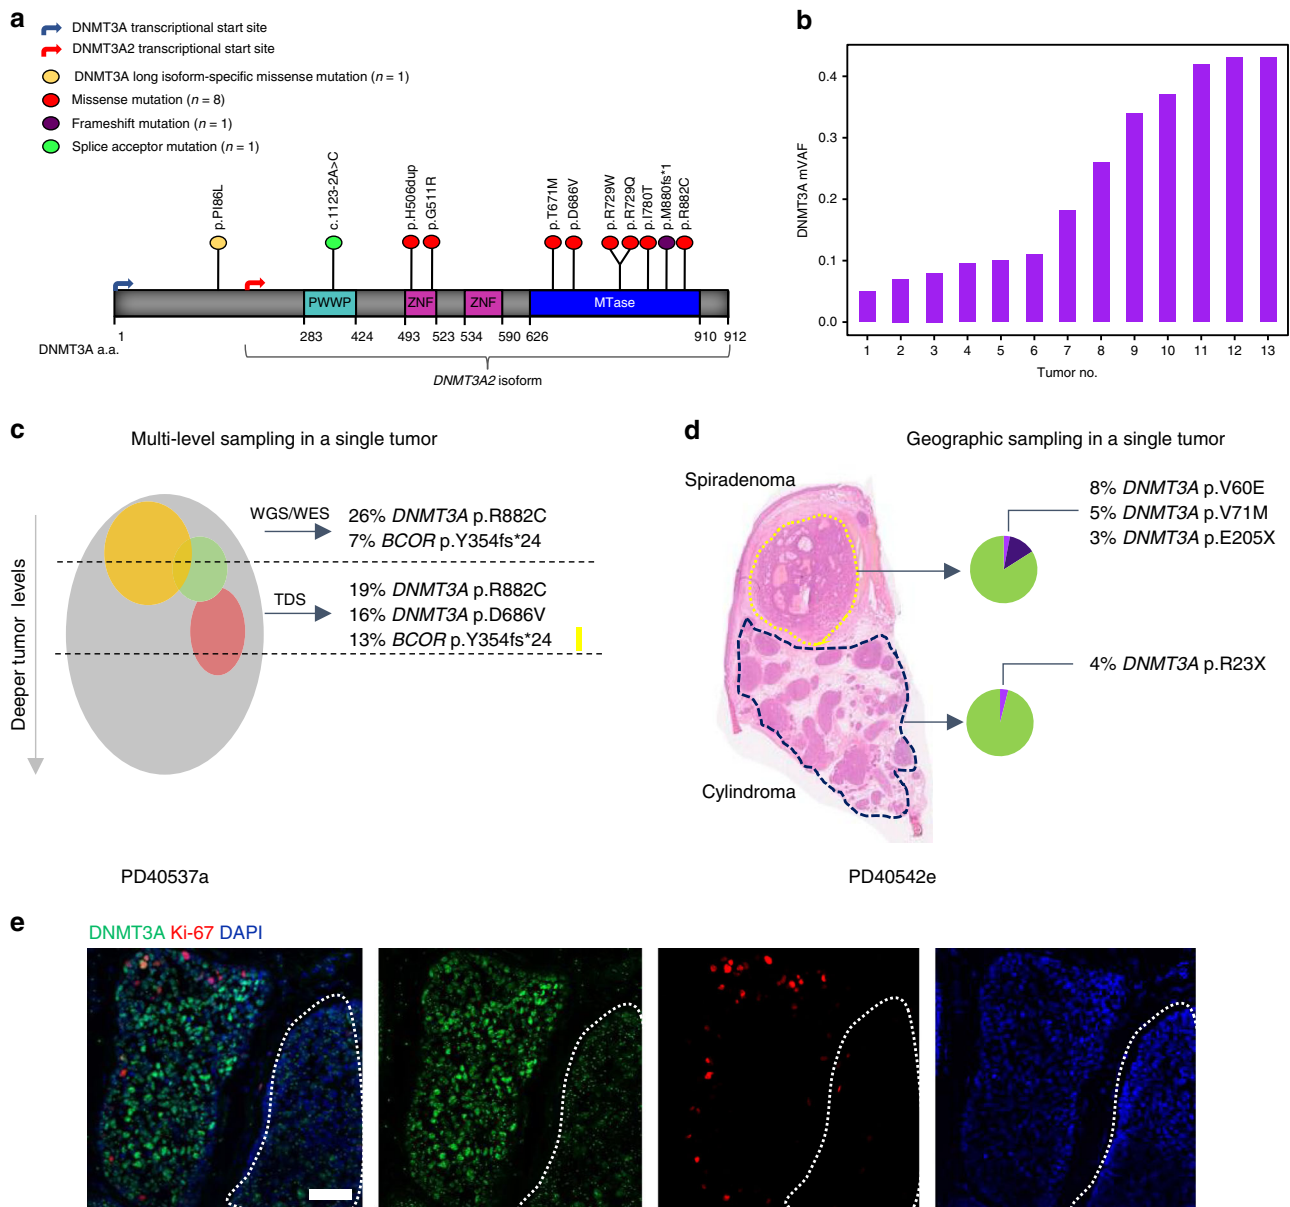 a
DNMT3A transcriptional start site
DNMT3A2 transcriptional start site
DNMT3A long isoform-specific missense mutation (n = 1)
Missense mutation (n = 8)
Frameshift mutation (n = 1)
Splice acceptor mutation (n = 1)
p.PI86L
c.1123-2A>C
p.H506dup
p.G511R
p.T671M
p.D686V
p.R729W
p.R729Q
p.I780T
p.M880fs*1
p.R882C
PWWP
ZNF
ZNF
MTase
DNMT3A a.a.
1
283
424
493
523
534
590
626
910
912
DNMT3A2 isoform
b
DNMT3A mVAF
0.4
0.3
0.2
0.1
0.0
1 2 3 4 5 6 7 8 9 10 11 12 13
Tumor no.
c
Multi-level sampling in a single tumor
Deeper tumor levels
WGS/WES
26% DNMT3A p.R882C
7% BCOR p.Y354fs*24
TDS
19% DNMT3A p.R882C
16% DNMT3A p.D686V
13% BCOR p.Y354fs*24
PD40537a
d
Geographic sampling in a single tumor
Spiradenoma
8% DNMT3A p.V60E
5% DNMT3A p.V71M
3% DNMT3A p.E205X
4% DNMT3A p.R23X
Cylindroma
PD40542e
e
DNMT3A Ki-67 DAPI